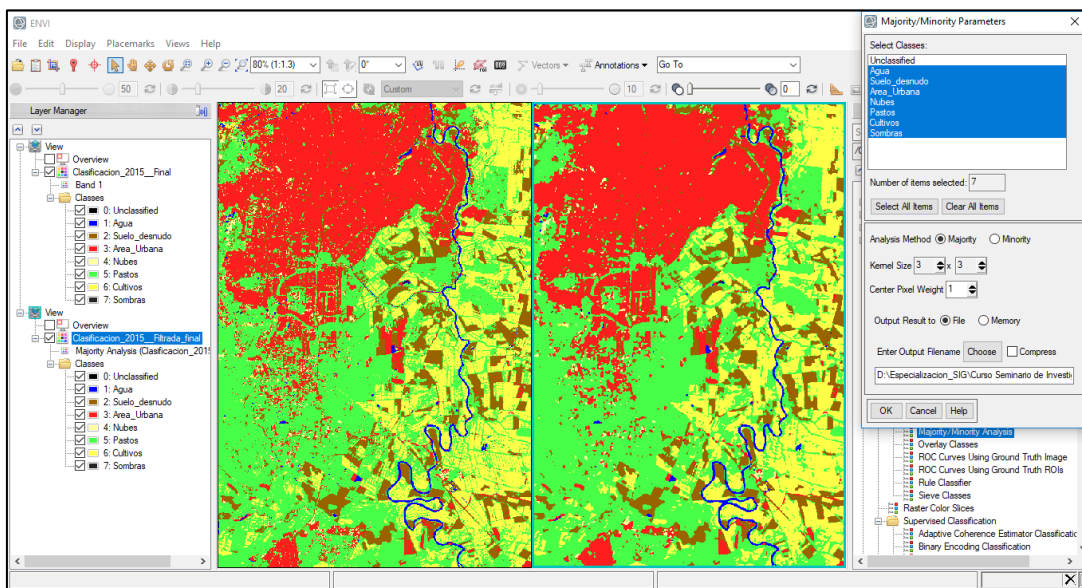 ENVI
File Edit Display Placemarks Views Help
80% (1:1.3) 0° Vectors Annotations Go To
50 20 Custom 10 0
Layer Manager
View
Overview
Clasificacion_2015__Final
Band 1
Classes
0: Unclassified
1: Agua
2: Suelo_desnudo
3: Area_Urbana
4: Nubes
5: Pastos
6: Cultivos
7: Sombras
View
Overview
Clasificacion_2015__Filtrada_final
Majority Analysis (Clasificacion_2015
Classes
0: Unclassified
1: Agua
2: Suelo_desnudo
3: Area_Urbana
4: Nubes
5: Pastos
6: Cultivos
7: Sombras
Majority/Minority Parameters
Select Classes:
Unclassified
Agua
Suelo_desnudo
Area_Urbana
Nubes
Pastos
Cultivos
Sombras
Number of items selected: 7
Select All Items Clear All Items
Analysis Method Majority Minority
Kernel Size 3 x 3
Center Pixel Weight 1
Output Result to File Memory
Enter Output Filename Choose Compress
D:\Especializacion_SIG\Curso Seminario de Investi
OK Cancel Help
Majority/Minority Analysis
Overlay Classes
ROC Curves Using Ground Truth Image
ROC Curves Using Ground Truth ROIs
Rule Classifier
Sieve Classes
Raster Color Slices
Supervised Classification
Adaptive Coherence Estimator Classificatio
Binary Encoding Classification